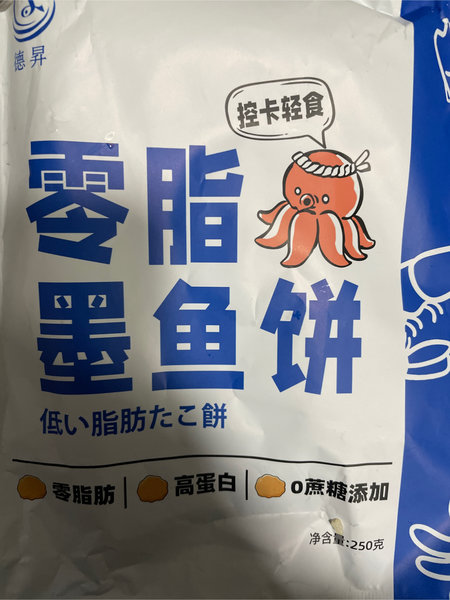 德昇
控卡轻食
零脂
墨鱼饼
低い脂肪たこ餅
零脂肪 | 高蛋白 | 0蔗糖添加
净含量:250克